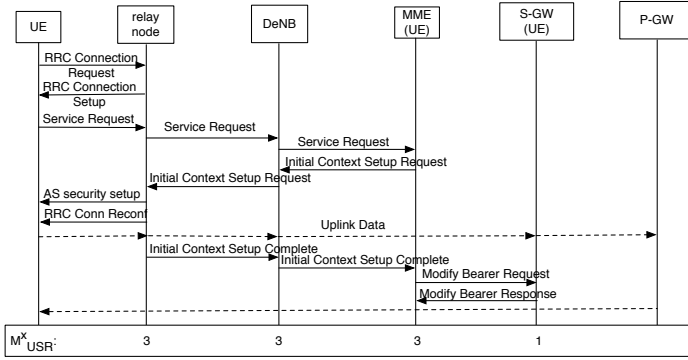 UE
relay
node
DeNB
MME
(UE)
S-GW
(UE)
P-GW
RRC Connection
Request
RRC Connection
Setup
Service Request
Service Request
Service Request
Initial Context Setup Request
Initial Context Setup Request
AS security setup
RRC Conn Reconf
Uplink Data
Initial Context Setup Complete
Initial Context Setup Complete
Modify Bearer Request
Modify Bearer Response
M^X_USR: 3 3 3 1